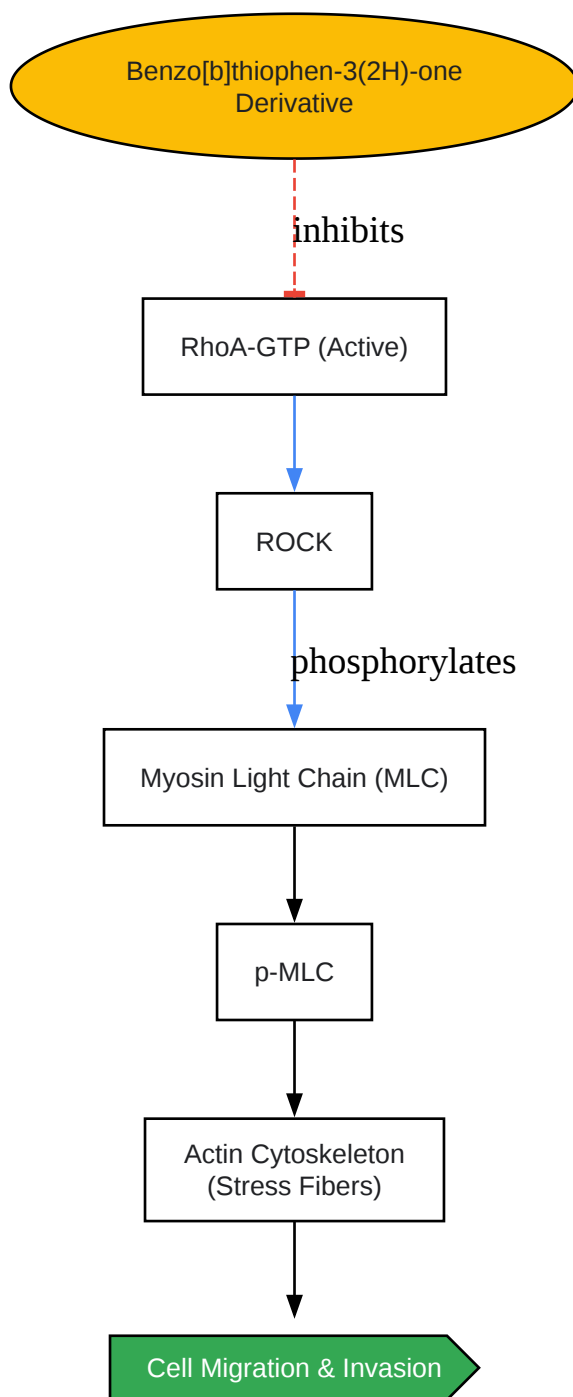 Benzo[b]thiophen-3(2H)-one
Derivative
inhibits
RhoA-GTP (Active)
ROCK
phosphorylates
Myosin Light Chain (MLC)
p-MLC
Actin Cytoskeleton
(Stress Fibers)
Cell Migration & Invasion